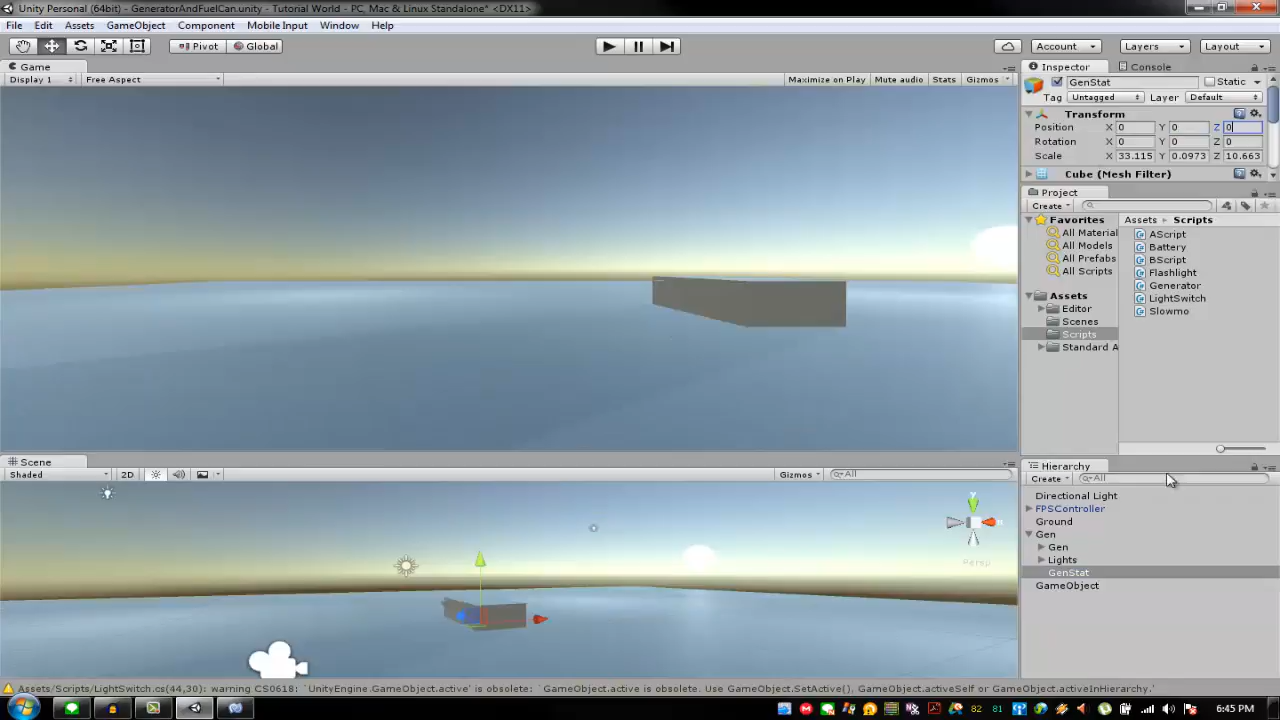 Unity Personal (64bit) - GeneratorAndFuelCan.unity - Tutorial World - PC, Mac & Linux Standalone* <DX11>
File Edit Assets GameObject Component Mobile Input Window Help
Pivot Global Account Layers Layout
Game
Display 1 Free Aspect Maximize on Play Mute audio Stats Gizmos
Inspector Console
GenStat Static
Tag Untagged Layer Default
Transform
Position X 0 Y 0 Z 0
Rotation X 0 Y 0 Z 0
Scale X 33.115 Y 0.0973 Z 10.663
Cube (Mesh Filter)
Project
Create
Favorites
All Material
All Models
All Prefabs
All Scripts
Assets
Editor
Scenes
Scripts
Standard A
Assets Scripts
AScript
Battery
BScript
Flashlight
Generator
LightSwitch
Slowmo
Scene
Shaded 2D Gizmos All
y
Persp
Hierarchy
Create All
Directional Light
FPSController
Ground
Gen
Gen
Lights
GenStat
GameObject
Assets/Scripts/LightSwitch.cs(44,30): warning CS0618: `UnityEngine.GameObject.active' is obsolete: `GameObject.active is obsolete. Use GameObject.SetActive(), GameObject.activeSelf or GameObject.activeInHierarchy.'
82 81 6:45 PM